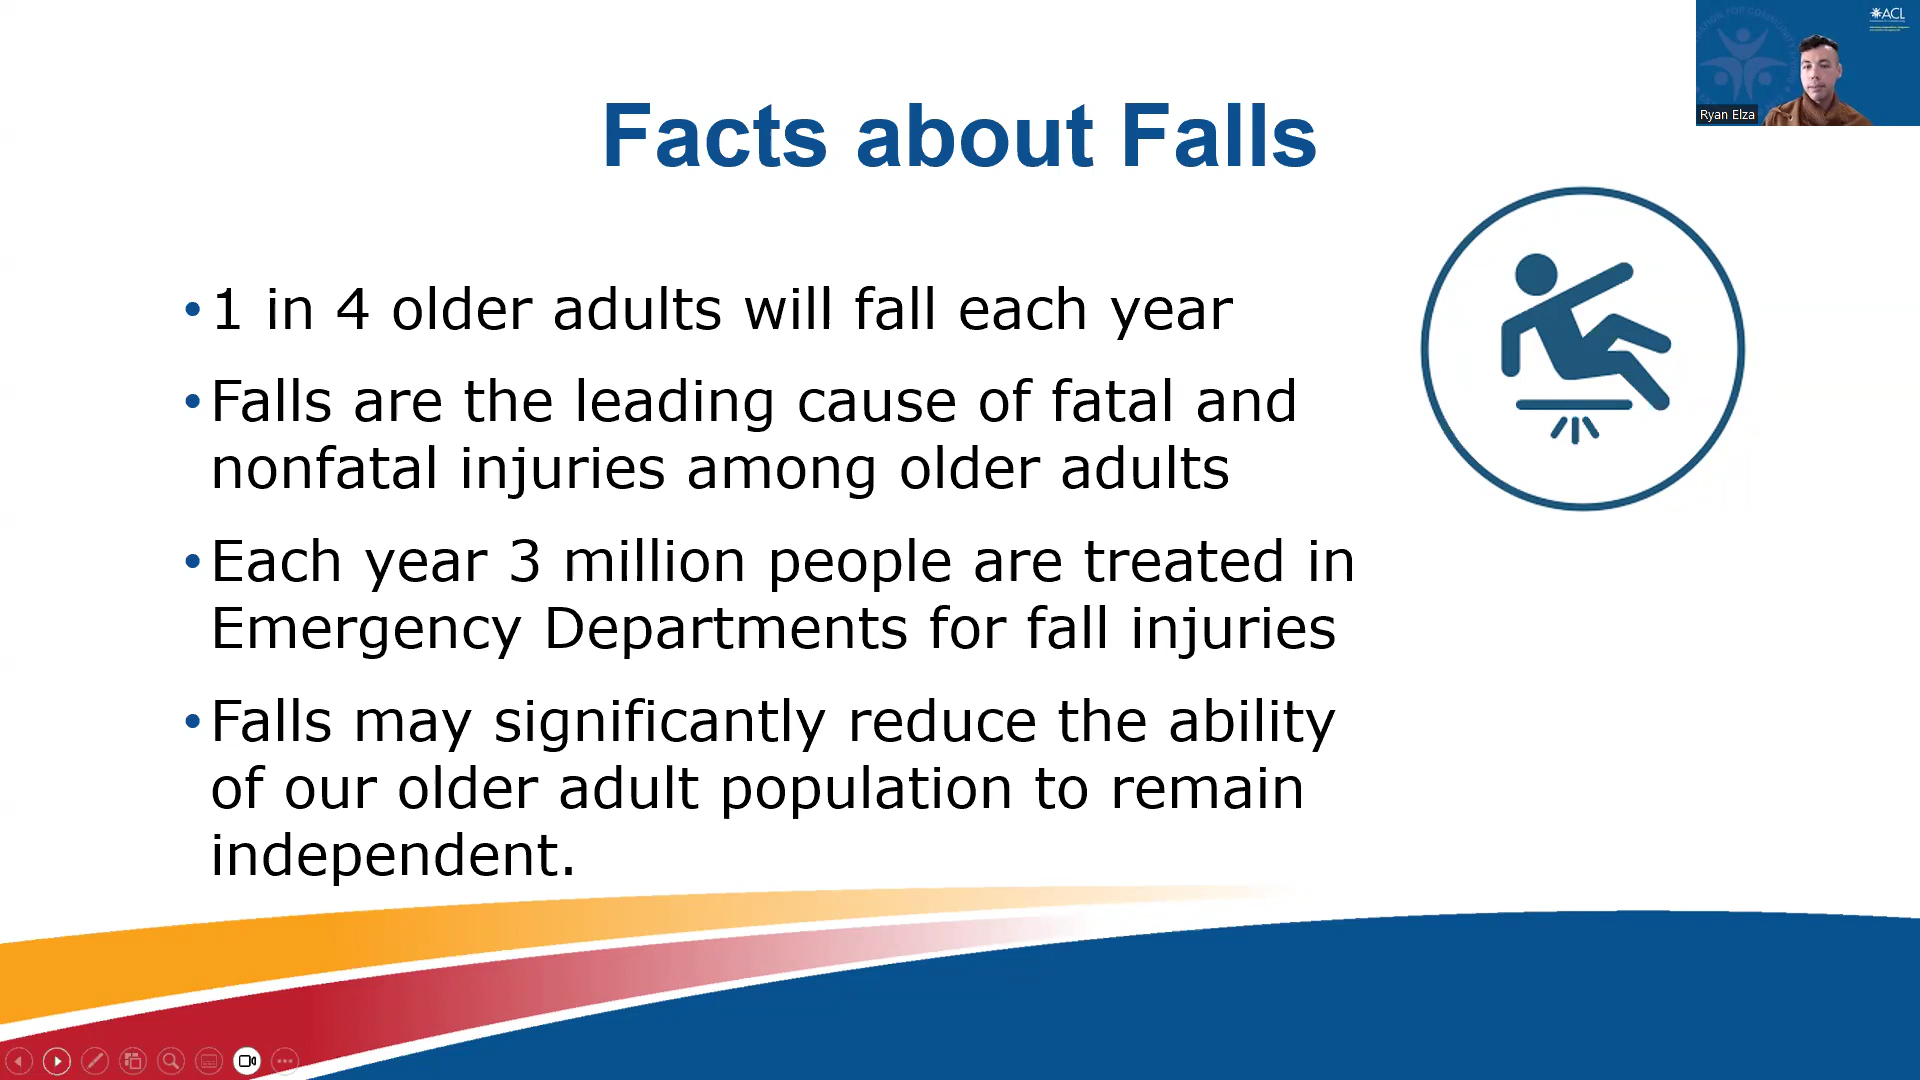 Facts about Falls
ACL
Ryan Elza
• 1 in 4 older adults will fall each year
• Falls are the leading cause of fatal and
nonfatal injuries among older adults
• Each year 3 million people are treated in
Emergency Departments for fall injuries
• Falls may significantly reduce the ability
of our older adult population to remain
independent.